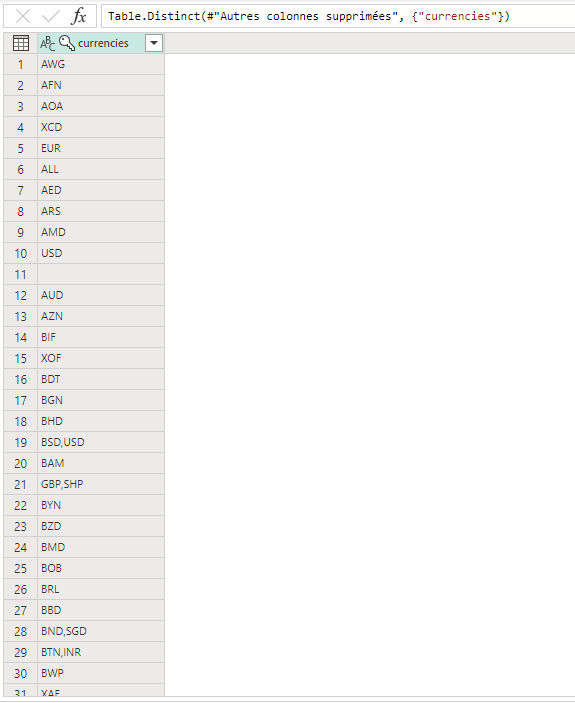 fx Table.Distinct(#"Autres colonnes supprimées", {"currencies"})
ABC currencies
1 AWG
2 AFN
3 AOA
4 XCD
5 EUR
6 ALL
7 AED
8 ARS
9 AMD
10 USD
11
12 AUD
13 AZN
14 BIF
15 XOF
16 BDT
17 BGN
18 BHD
19 BSD,USD
20 BAM
21 GBP,SHP
22 BYN
23 BZD
24 BMD
25 BOB
26 BRL
27 BBD
28 BND,SGD
29 BTN,INR
30 BWP
31 XAF